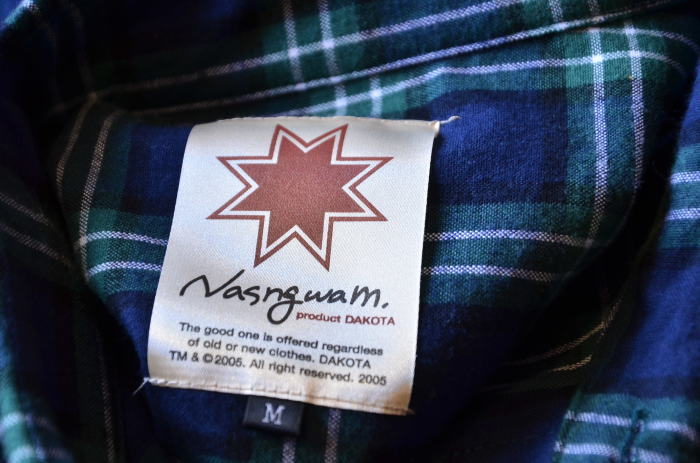 Nasngwam.
product DAKOTA
The good one is offered regardless
of old or new clothes. DAKOTA
TM & © 2005. All right reserved. 2005
M